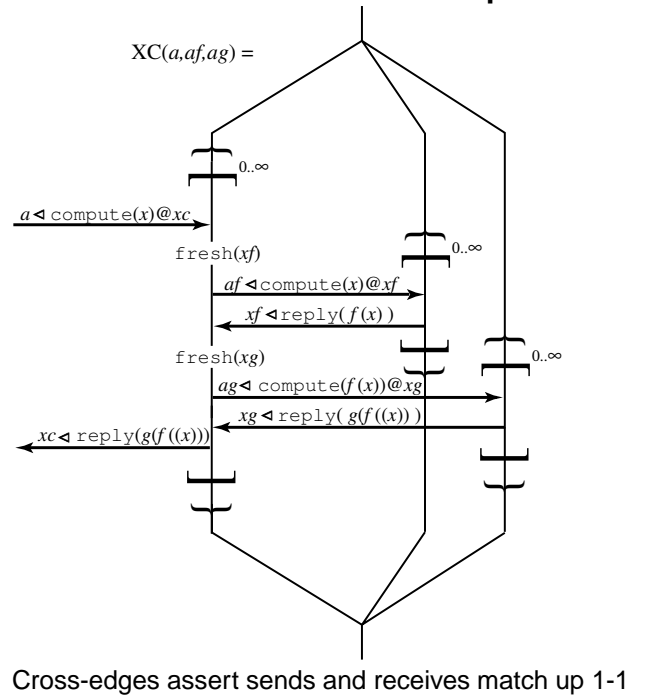 XC(a,af,ag) =
0..∞
a ⊲ compute(x)@xc
fresh(xf)
0..∞
af ⊲ compute(x)@xf
xf ⊲ reply( f(x) )
fresh(xg)
0..∞
ag ⊲ compute(f (x))@xg
xg ⊲ reply( g(f((x)) )
xc ⊲ reply(g(f ((x)))
Cross-edges assert sends and receives match up 1-1